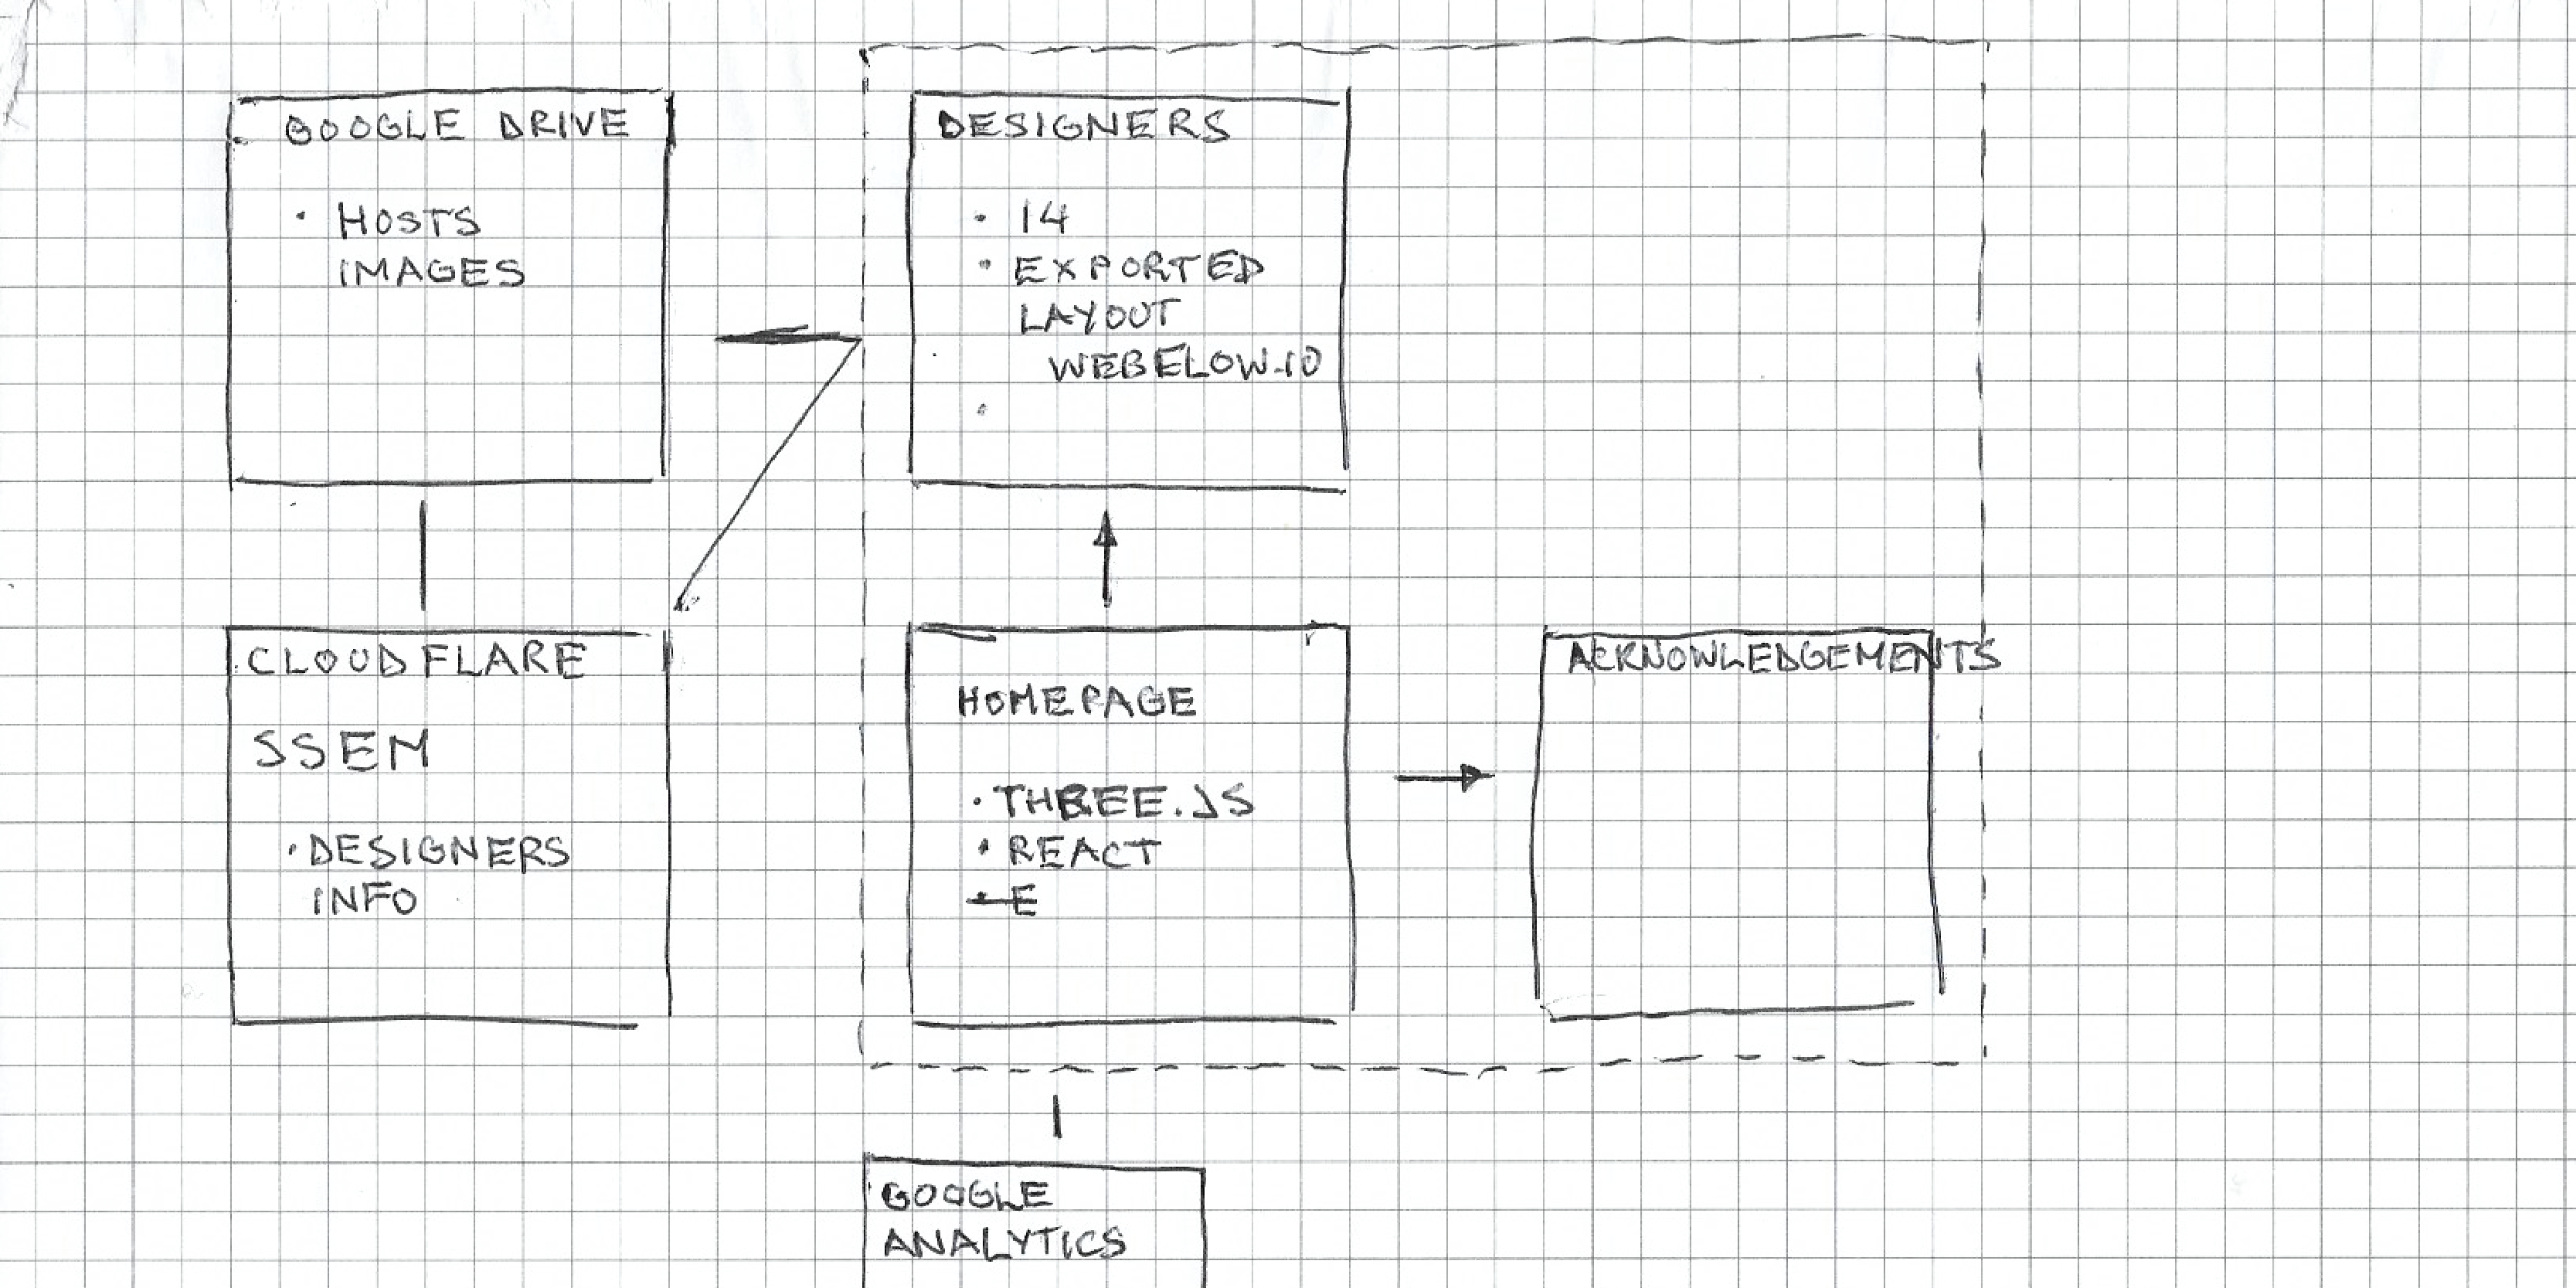 GOOGLE DRIVE
· HOSTS
IMAGES
DESIGNERS
· 14
· EXPORTED
LAYOUT
WEBELOW.IO
·
CLOUDFLARE
SSEM
· DESIGNERS
INFO
HOMEPAGE
· THREE.JS
· REACT
· E
ACKNOWLEDGEMENTS
GOOGLE
ANALYTICS